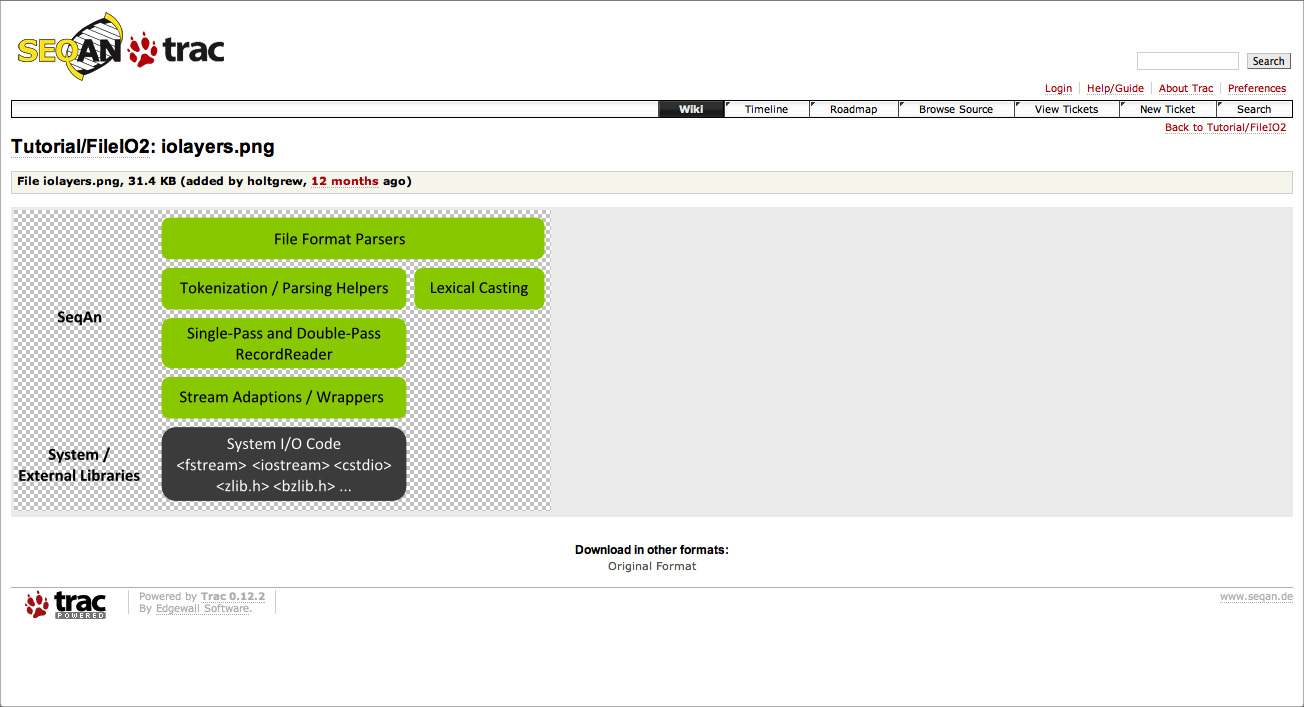 SEQAN trac
Search
Login Help/Guide About Trac Preferences
Wiki Timeline Roadmap Browse Source View Tickets New Ticket Search
Back to Tutorial/FileIO2
Tutorial/FileIO2: iolayers.png
File iolayers.png, 31.4 KB (added by holtgrew, 12 months ago)
File Format Parsers
Tokenization / Parsing Helpers Lexical Casting
SeqAn
Single-Pass and Double-Pass
RecordReader
Stream Adaptions / Wrappers
System /
External Libraries
System I/O Code
<fstream> <iostream> <cstdio>
<zlib.h> <bzlib.h> ...
Download in other formats:
Original Format
trac
POWERED
Powered by Trac 0.12.2
By Edgewall Software.
www.seqan.de